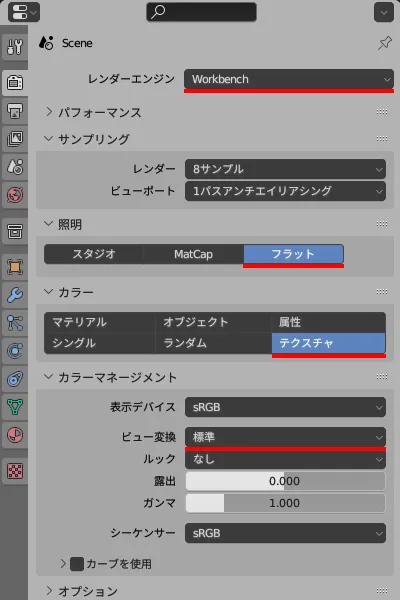 Scene
レンダーエンジン Workbench
パフォーマンス
サンプリング
レンダー 8サンプル
ビューポート 1パスアンチエイリアシング
照明
スタジオ MatCap フラット
カラー
マテリアル オブジェクト 属性
シングル ランダム テクスチャ
カラーマネージメント
表示デバイス sRGB
ビュー変換 標準
ルック なし
露出 0.000
ガンマ 1.000
シーケンサー sRGB
カーブを使用
オプション